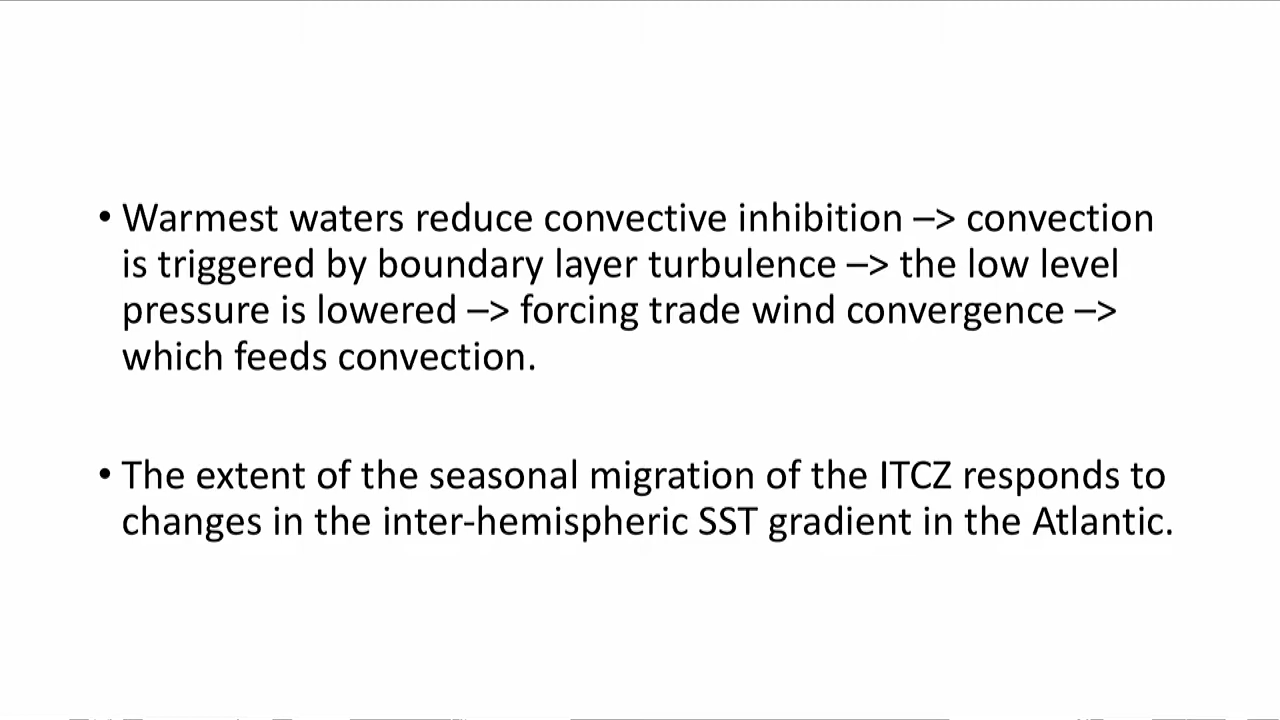 • Warmest waters reduce convective inhibition –> convection
is triggered by boundary layer turbulence –> the low level
pressure is lowered –> forcing trade wind convergence –>
which feeds convection.
• The extent of the seasonal migration of the ITCZ responds to
changes in the inter-hemispheric SST gradient in the Atlantic.